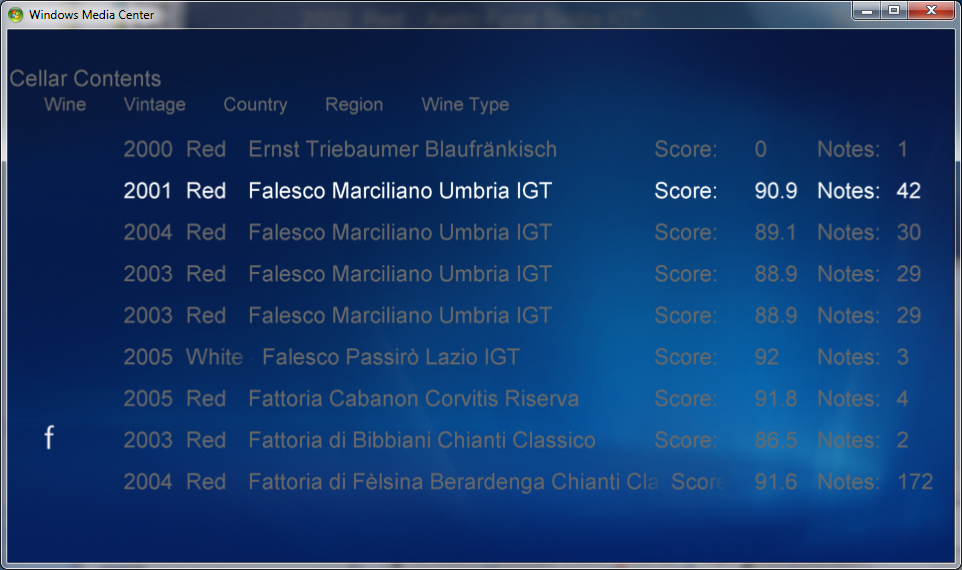 Windows Media Center
Cellar Contents
Wine Vintage Country Region Wine Type
2000 Red Ernst Triebaumer Blaufränkisch Score: 0 Notes: 1
2001 Red Falesco Marciliano Umbria IGT Score: 90.9 Notes: 42
2004 Red Falesco Marciliano Umbria IGT Score: 89.1 Notes: 30
2003 Red Falesco Marciliano Umbria IGT Score: 88.9 Notes: 29
2003 Red Falesco Marciliano Umbria IGT Score: 88.9 Notes: 29
2005 White Falesco Passirò Lazio IGT Score: 92 Notes: 3
2005 Red Fattoria Cabanon Corvitis Riserva Score: 91.8 Notes: 4
f 2003 Red Fattoria di Bibbiani Chianti Classico Score: 86.5 Notes: 2
2004 Red Fattoria di Fèlsina Berardenga Chianti Cla Score 91.6 Notes: 172